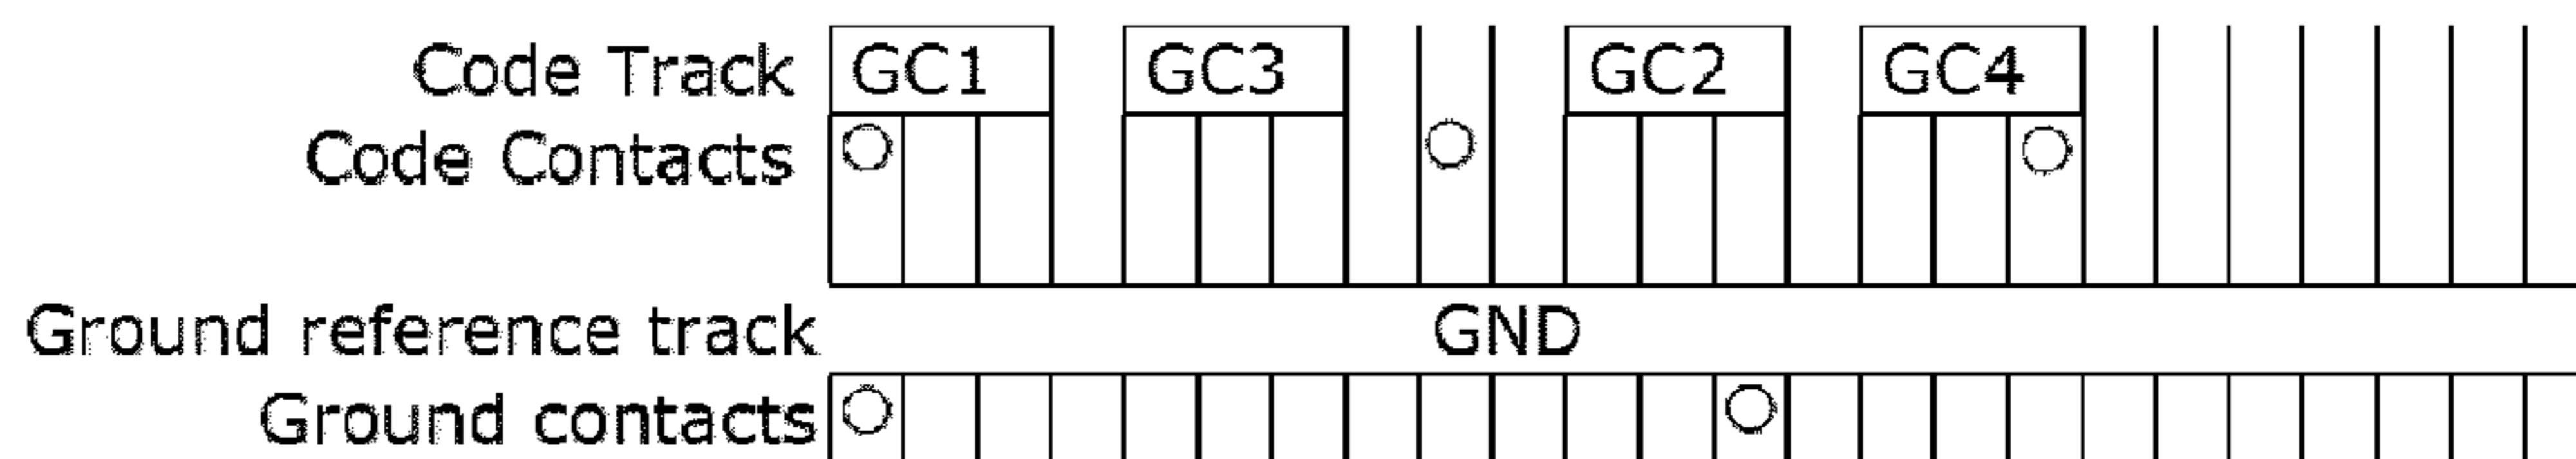 Code Track GC1 GC3 GC2 GC4
Code Contacts
Ground reference track GND
Ground contacts